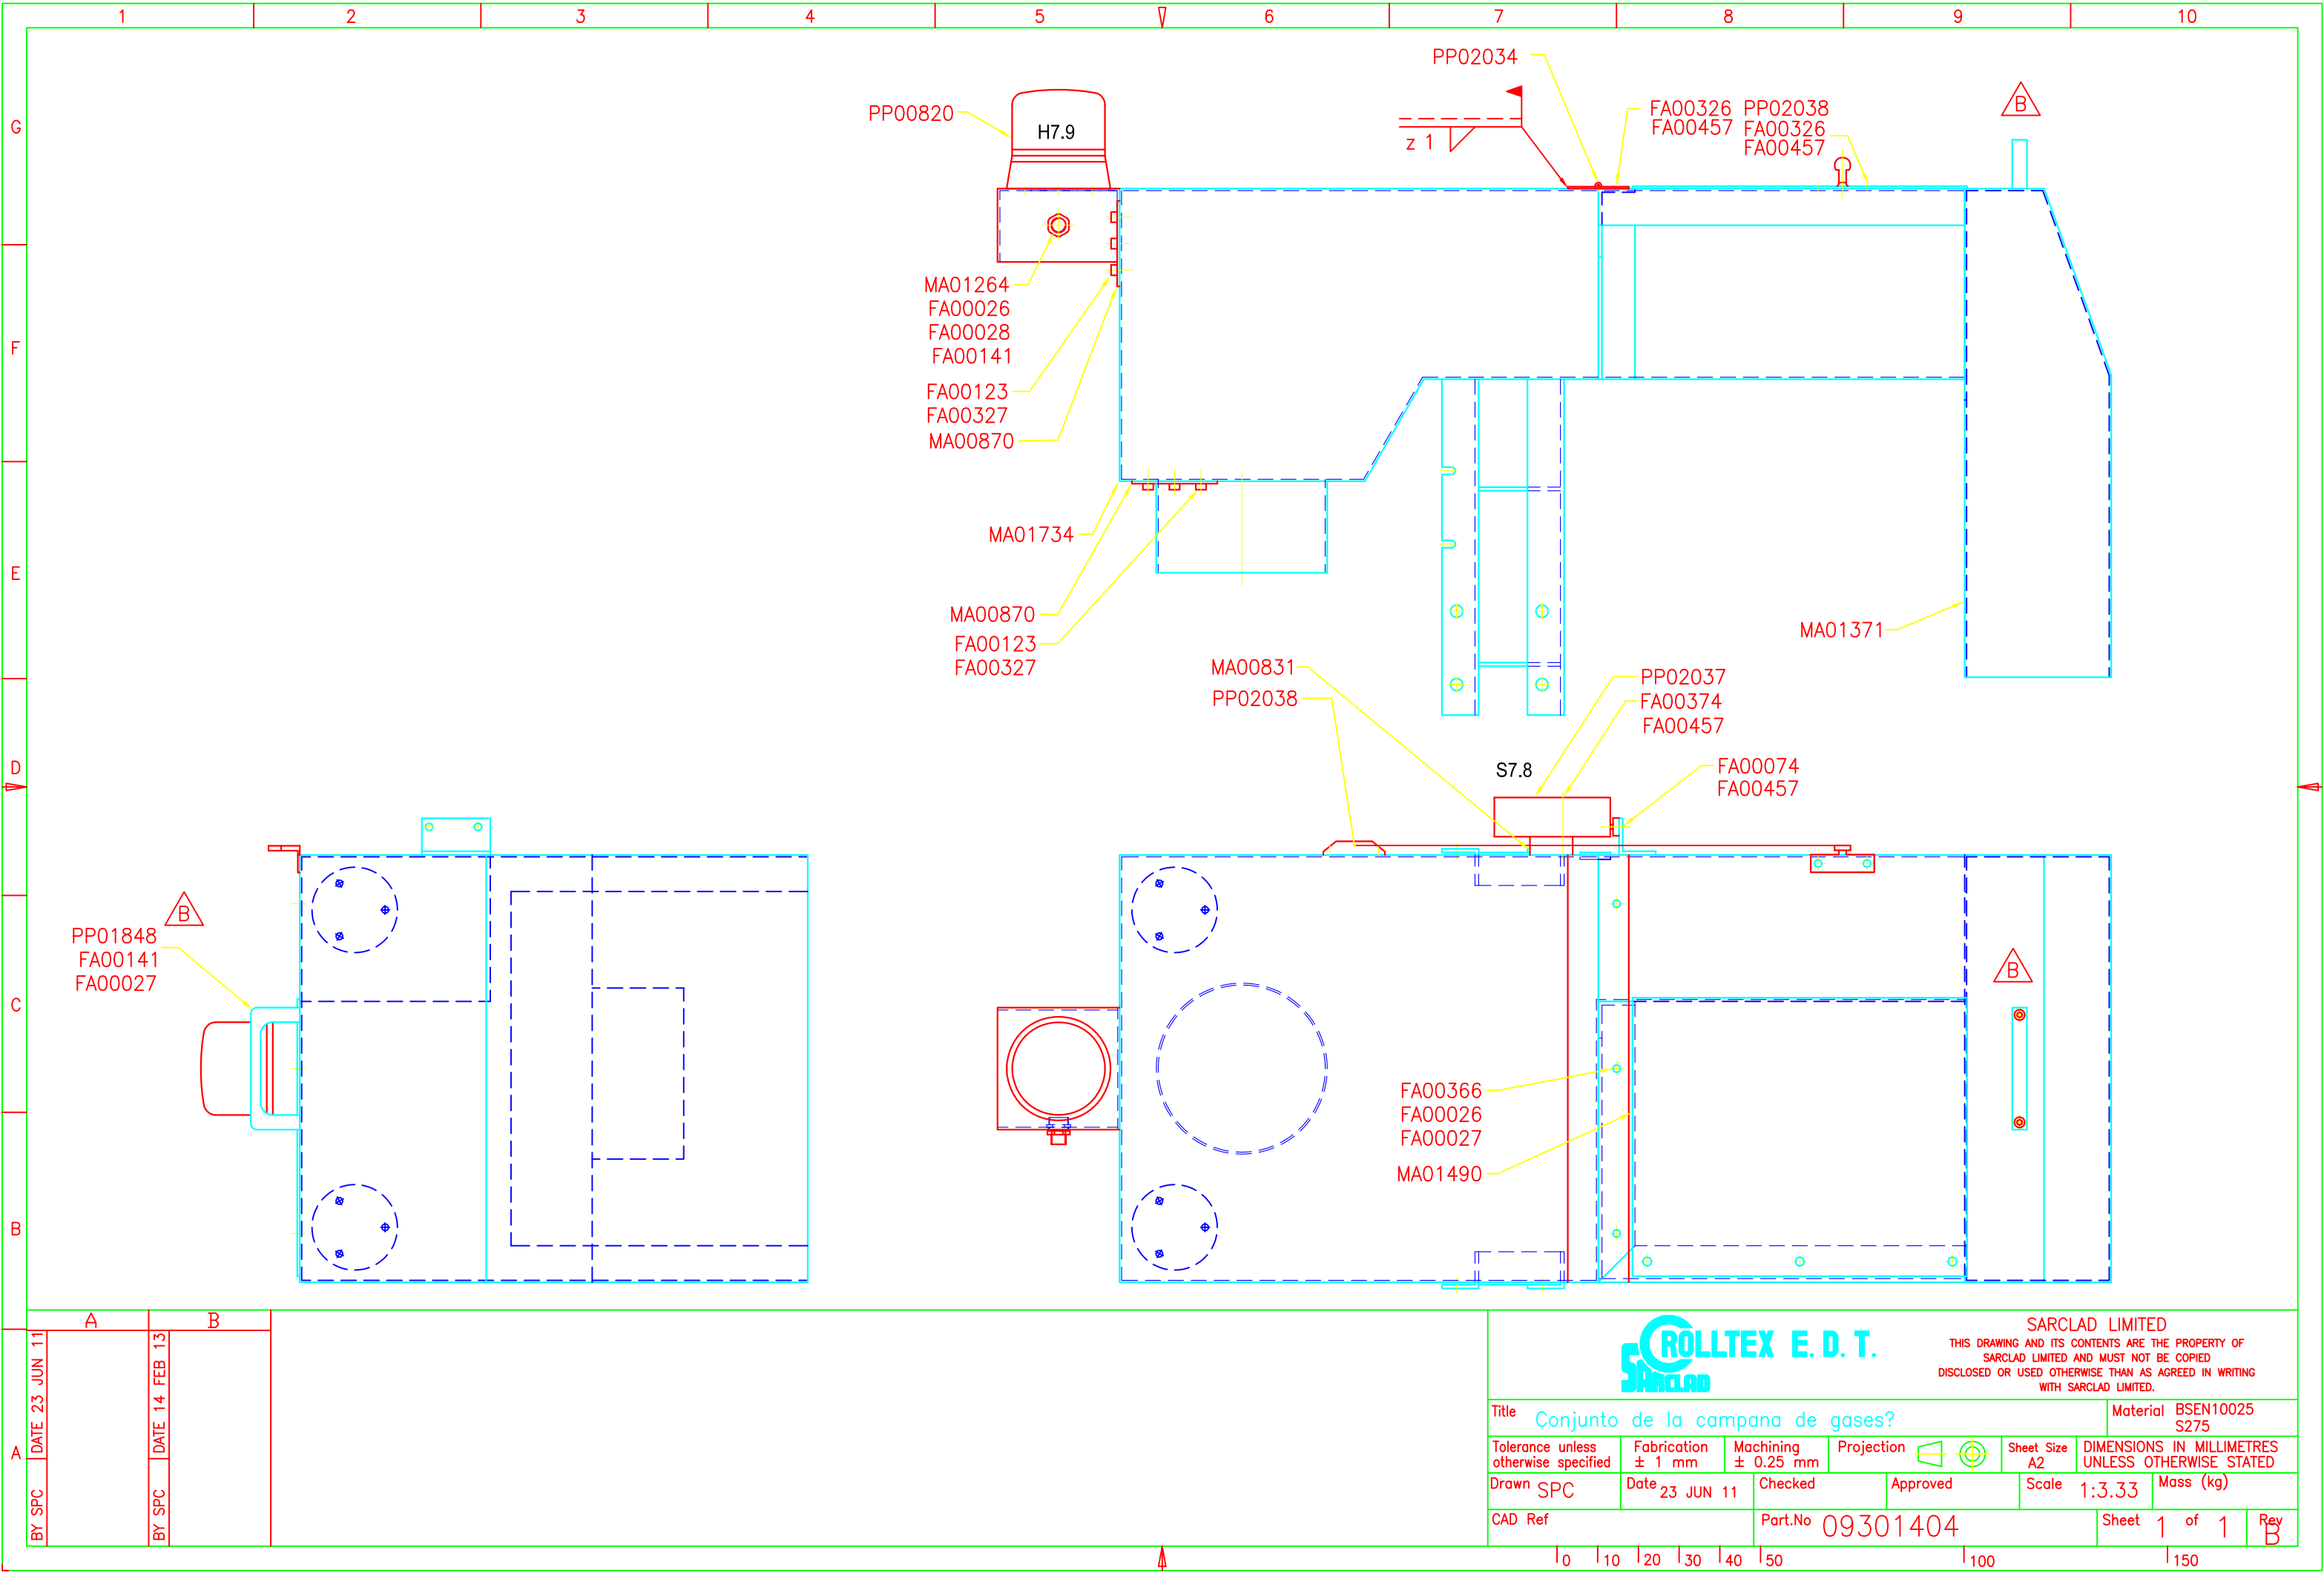 1 2 3 4 5 6 7 8 9 10
G
F
E
D
C
B
A
PP02034
PP00820
H7.9
z 1
FA00326 PP02038
FA00457 FA00326
FA00457
B
MA01264
FA00026
FA00028
FA00141
FA00123
FA00327
MA00870
MA01734
MA00870
FA00123
FA00327
MA01371
MA00831
PP02038
PP02037
FA00374
FA00457
S7.8
FA00074
FA00457
B
PP01848
FA00141
FA00027
B
FA00366
FA00026
FA00027
MA01490
A B
BY SPC DATE 23 JUN 11
BY SPC DATE 14 FEB 13
ROLLTEX E. D. T.
SARCLAD
SARCLAD LIMITED
THIS DRAWING AND ITS CONTENTS ARE THE PROPERTY OF
SARCLAD LIMITED AND MUST NOT BE COPIED
DISCLOSED OR USED OTHERWISE THAN AS AGREED IN WRITING
WITH SARCLAD LIMITED.
Title Conjunto de la campana de gases?
Material BSEN10025
S275
Tolerance unless
otherwise specified
Fabrication
± 1 mm
Machining
± 0.25 mm
Projection
Sheet Size
A2
DIMENSIONS IN MILLIMETRES
UNLESS OTHERWISE STATED
Drawn SPC
Date 23 JUN 11
Checked
Approved
Scale 1:3.33
Mass (kg)
CAD Ref
Part.No 09301404
Sheet 1 of 1
Rev B
0 10 20 30 40 50 100 150